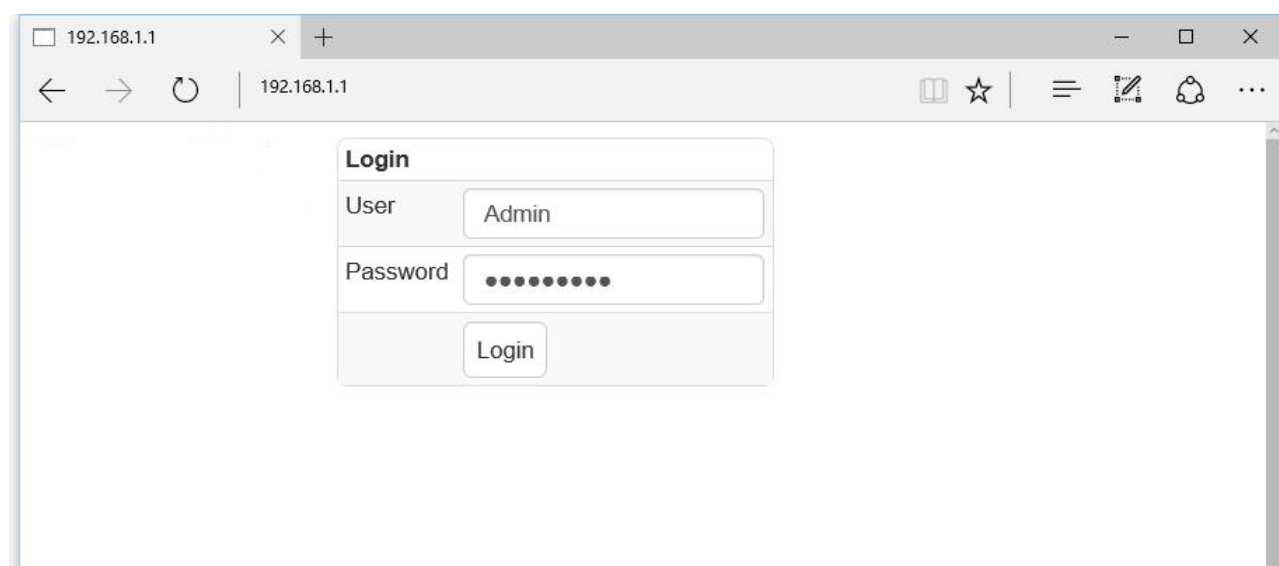 192.168.1.1
192.168.1.1
Login
User Admin
Password •••••••••
Login